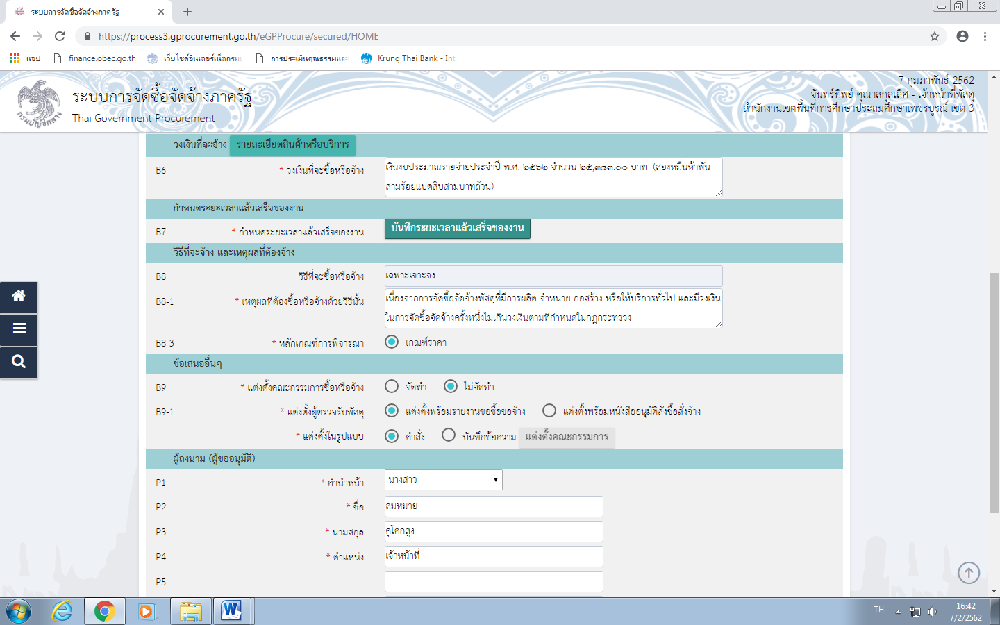 ระบบการจัดซื้อจัดจ้างภาครัฐ
https://process3.gprocurement.go.th/eGPProcure/secured/HOME
แอป finance.obec.go.th เว็บไซต์อินเตอร์เน็ตกรม การประเมินคุณธรรมและ Krung Thai Bank - Int
7 กุมภาพันธ์ 2562
ระบบการจัดซื้อจัดจ้างภาครัฐ
จันทร์ทิพย์ คุณาสกุลเลิศ - เจ้าหน้าที่พัสดุ
สำนักงานเขตพื้นที่การศึกษาประถมศึกษาเพชรบูรณ์ เขต 3
Thai Government Procurement
กรมบัญชีกลาง
วงเงินที่จะจ้าง รายละเอียดสินค้าหรือบริการ
B6 * วงเงินที่จะซื้อหรือจ้าง เงินงบประมาณรายจ่ายประจำปี พ.ศ. ๒๕๖๒ จำนวน ๒๕,๓๘๓.๐๐ บาท (สองหมื่นห้าพัน
สามร้อยแปดสิบสามบาทถ้วน)
กำหนดระยะเวลาแล้วเสร็จของงาน
B7 * กำหนดระยะเวลาแล้วเสร็จของงาน บันทึกระยะเวลาแล้วเสร็จของงาน
วิธีที่จะจ้าง และเหตุผลที่ต้องจ้าง
B8 วิธีที่จะซื้อหรือจ้าง เฉพาะเจาะจง
B8-1 * เหตุผลที่ต้องซื้อหรือจ้างด้วยวิธีนั้น เนื่องจากการจัดซื้อจัดจ้างพัสดุที่มีการผลิต จำหน่าย ก่อสร้าง หรือให้บริการทั่วไป และมีวงเงิน
ในการจัดซื้อจัดจ้างครั้งหนึ่งไม่เกินวงเงินตามที่กำหนดในกฎกระทรวง
B8-3 * หลักเกณฑ์การพิจารณา เกณฑ์ราคา
ข้อเสนออื่นๆ
B9 * แต่งตั้งคณะกรรมการซื้อหรือจ้าง จัดทำ ไม่จัดทำ
B9-1 * แต่งตั้งผู้ตรวจรับพัสดุ แต่งตั้งพร้อมรายงานขอซื้อขอจ้าง แต่งตั้งพร้อมหนังสืออนุมัติสั่งซื้อสั่งจ้าง
* แต่งตั้งในรูปแบบ คำสั่ง บันทึกข้อความ แต่งตั้งคณะกรรมการ
ผู้ลงนาม (ผู้ขออนุมัติ)
P1 * คำนำหน้า นางสาว
P2 * ชื่อ สมหมาย
P3 * นามสกุล คูโคกสูง
P4 * ตำแหน่ง เจ้าหน้าที่
P5
TH 16:42
7/2/2562